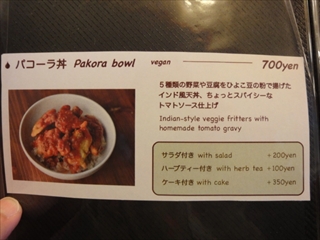 パコーラ丼 Pakora bowl vegan 700yen
5種類の野菜や豆腐をひよこ豆の粉で揚げた
インド風天丼、ちょっとスパイシーな
トマトソース仕上げ
Indian-style veggie fritters with
homemade tomato gravy
サラダ付き with salad +200yen
ハーブティー付き with herb tea +100yen
ケーキ付き with cake +350yen